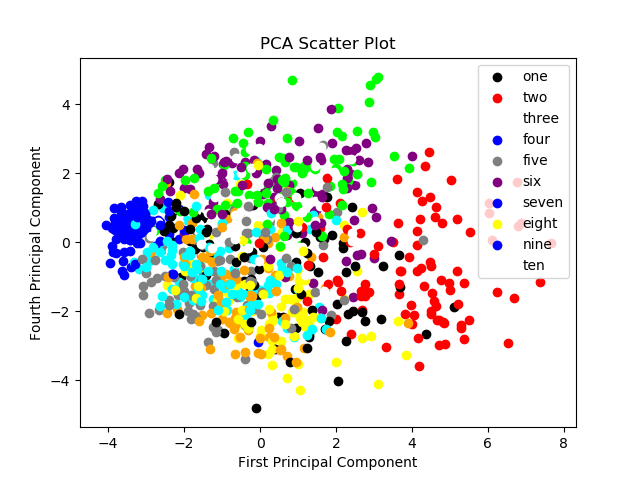 PCA Scatter Plot
Fourth Principal Component
4
2
0
−2
−4
−4 −2 0 2 4 6 8
First Principal Component
one
two
three
four
five
six
seven
eight
nine
ten